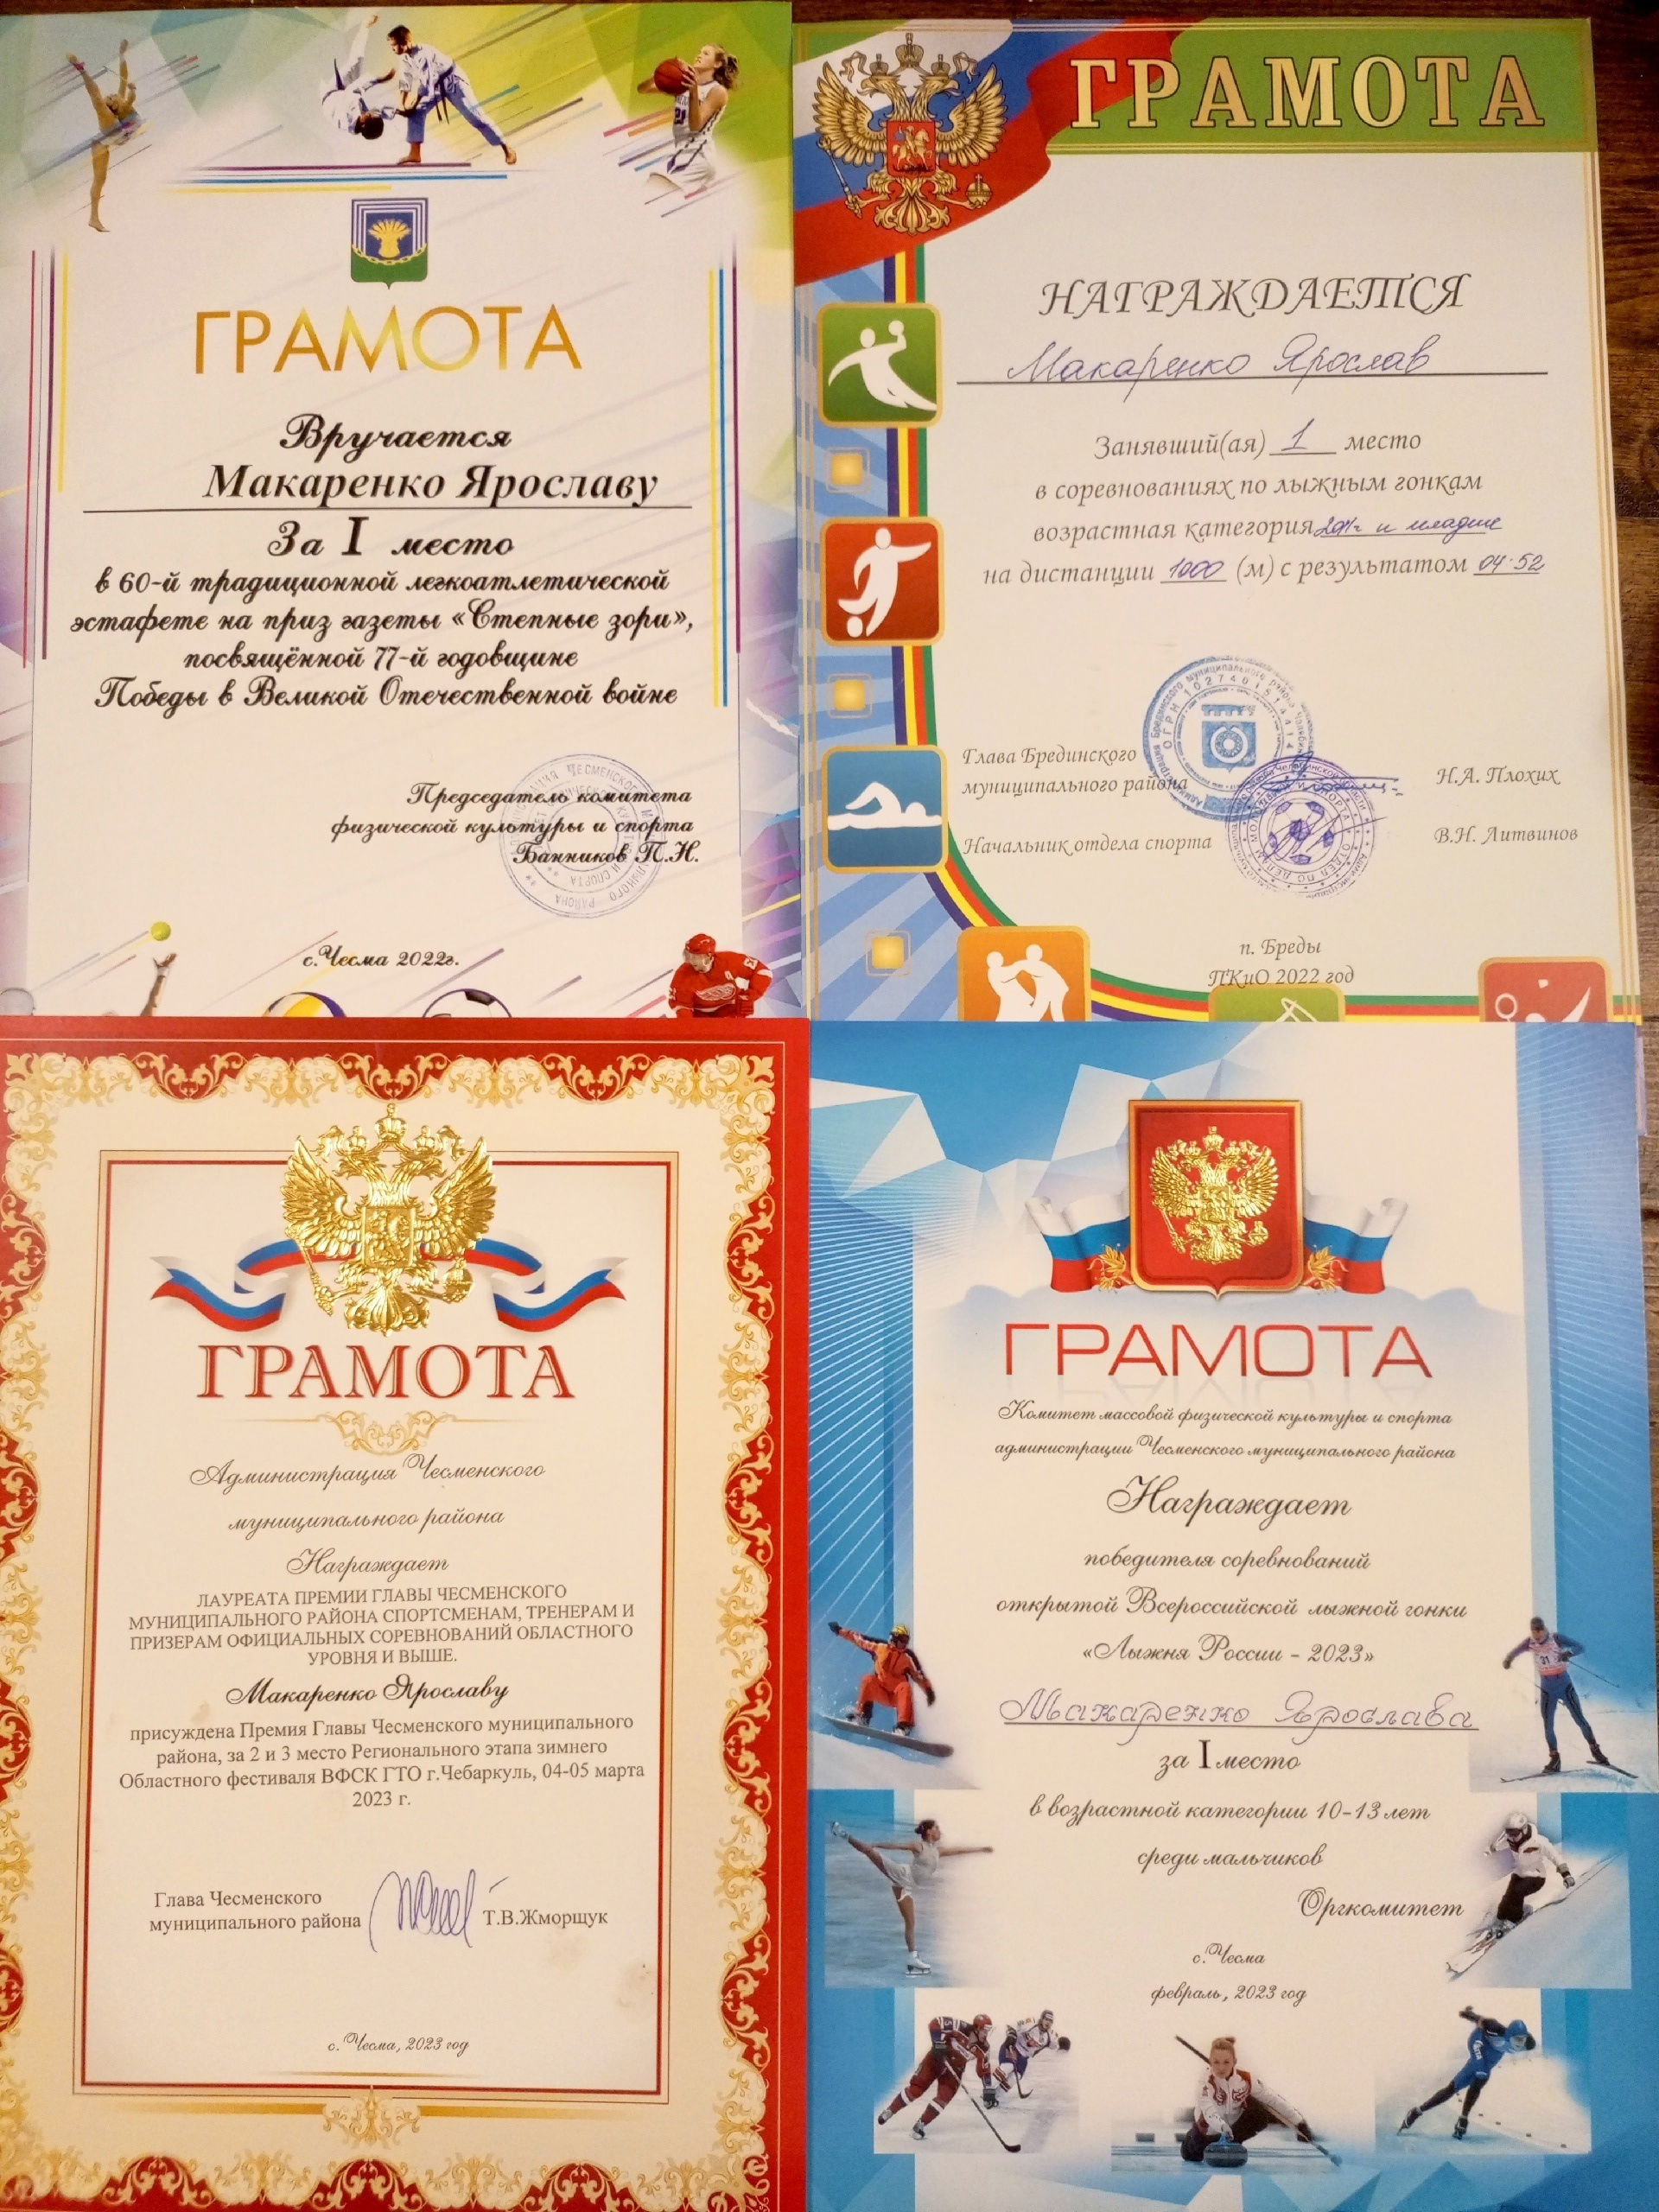 ГРАМОТА
Вручается
Макаренко Ярославу
За I место
в 60-й традиционной легкоатлетической
эстафете на приз газеты «Степные зори»,
посвящённой 77-й годовщине
Победы в Великой Отечественной войне
Председатель комитета
физической культуры и спорта
Банников П.Н.
с.Чесма 2022г.
ГРАМОТА
НАГРАЖДАЕТСЯ
Макаренко Ярослав
Занявший(ая) 1 место
в соревнованиях по лыжным гонкам
возрастная категория 2011г и младше
на дистанции 1000 (м) с результатом 04:52
Глава Брединского
муниципального района
Н.А. Плохих
Начальник отдела спорта
В.Н. Литвинов
п. Бреды
ПКиО 2022 год
ГРАМОТА
Администрация Чесменского
муниципального района
Награждает
ЛАУРЕАТА ПРЕМИИ ГЛАВЫ ЧЕСМЕНСКОГО
МУНИЦИПАЛЬНОГО РАЙОНА СПОРТСМЕНАМ, ТРЕНЕРАМ И
ПРИЗЕРАМ ОФИЦИАЛЬНЫХ СОРЕВНОВАНИЙ ОБЛАСТНОГО
УРОВНЯ И ВЫШЕ.
Макаренко Ярославу
присуждена Премия Главы Чесменского муниципального
района, за 2 и 3 место Регионального этапа зимнего
Областного фестиваля ВФСК ГТО г.Чебаркуль, 04-05 марта
2023 г.
Глава Чесменского
муниципального района
Т.В.Жморщук
с. Чесма, 2023 год
ГРАМОТА
Комитет массовой физической культуры и спорта
администрации Чесменского муниципального района
Награждает
победителя соревнований
открытой Всероссийской лыжной гонки
«Лыжня России - 2023»
Макаренко Ярослава
за I место
в возрастной категории 10-13 лет
среди мальчиков
Оргкомитет
с.Чесма
февраль, 2023 год